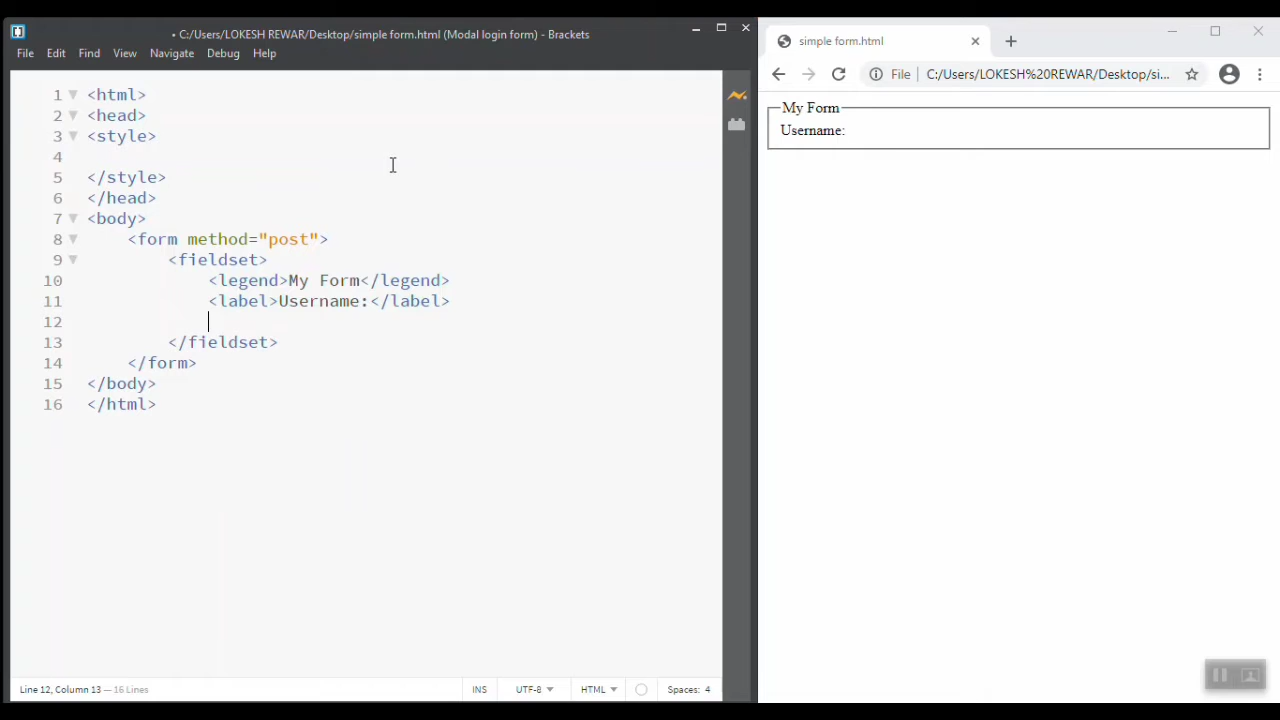 • C:/Users/LOKESH REWAR/Desktop/simple form.html (Modal login form) - Brackets
File Edit Find View Navigate Debug Help
1 <html>
2 <head>
3 <style>
4
5 </style>
6 </head>
7 <body>
8 <form method="post">
9 <fieldset>
10 <legend>My Form</legend>
11 <label>Username:</label>
12
13 </fieldset>
14 </form>
15 </body>
16 </html>
Line 12, Column 13 — 16 Lines INS UTF-8 HTML Spaces: 4
simple form.html
File C:/Users/LOKESH%20REWAR/Desktop/si...
My Form
Username: